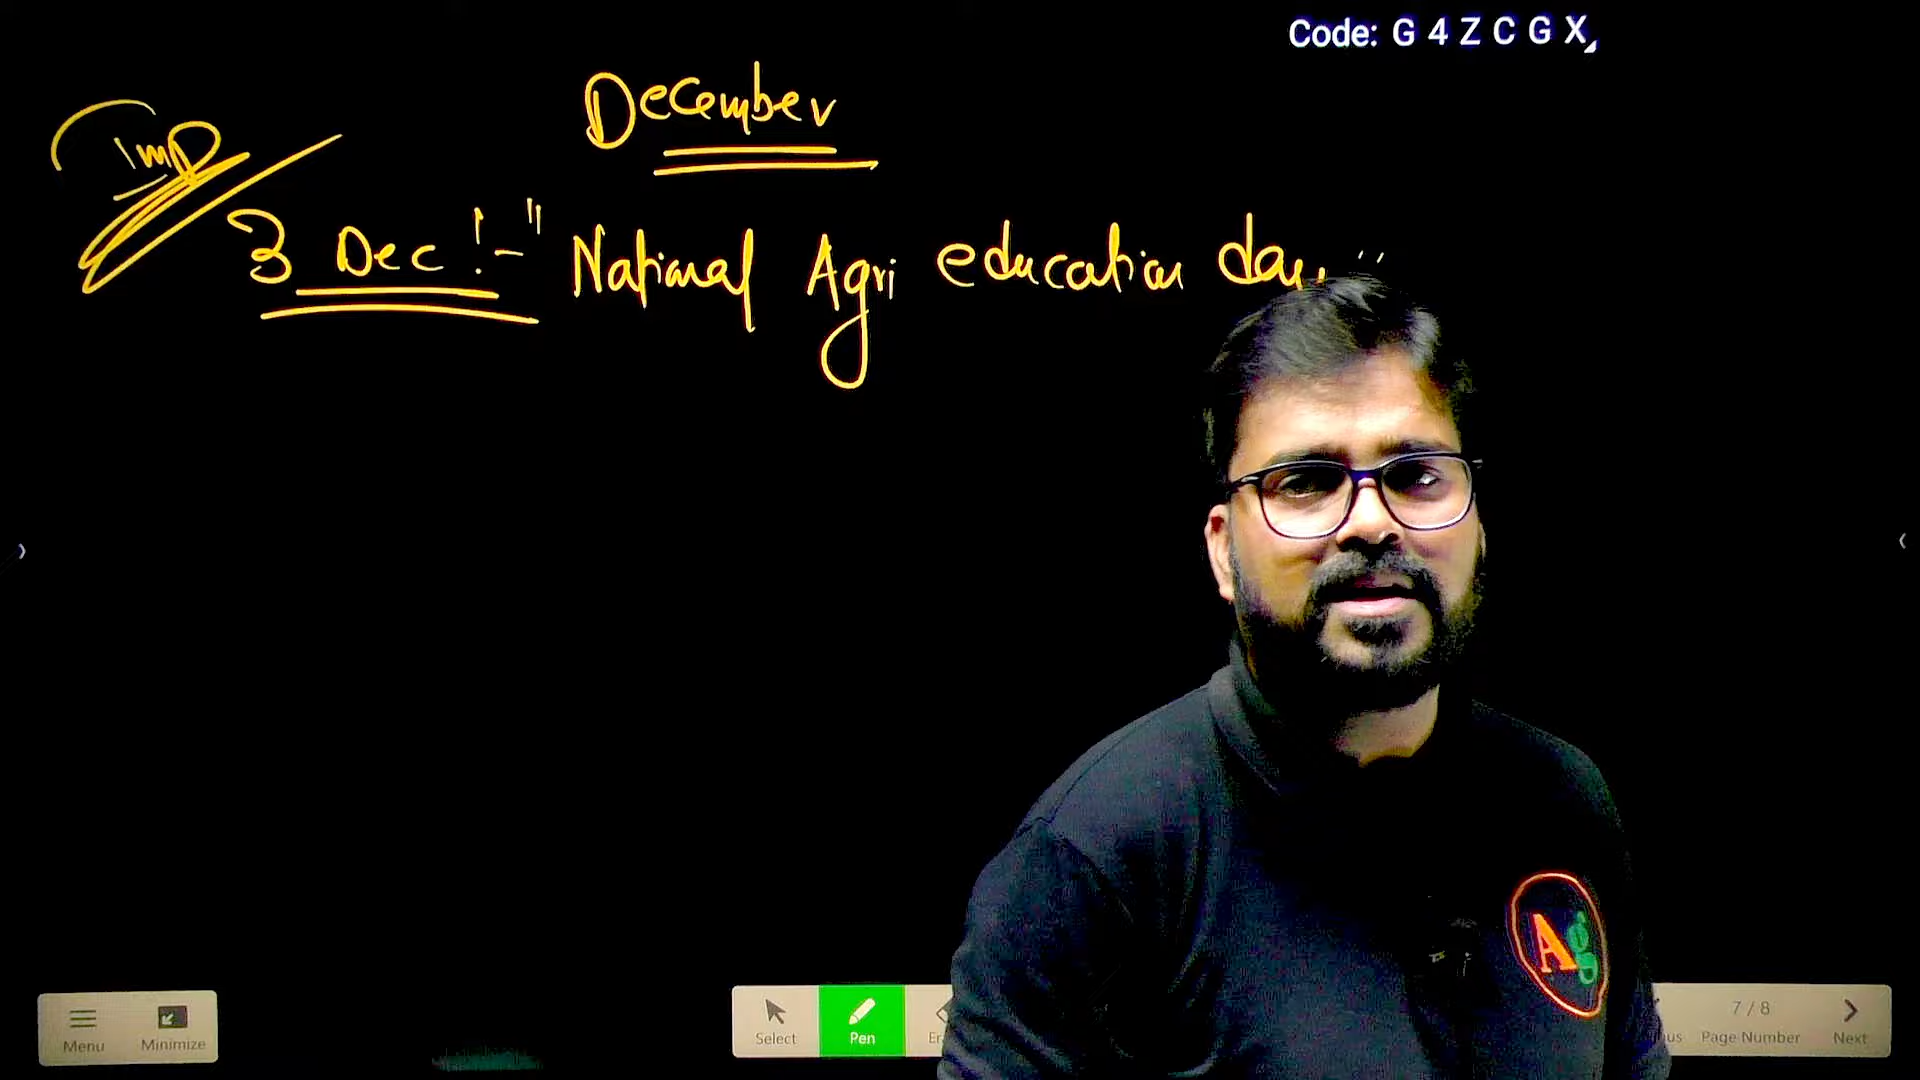 Code: G 4 Z C G X
December
Imp
3 Dec :- " National Agri education day "
Ag
Menu
Minimize
Select
Pen
7 / 8
Page Number
Next